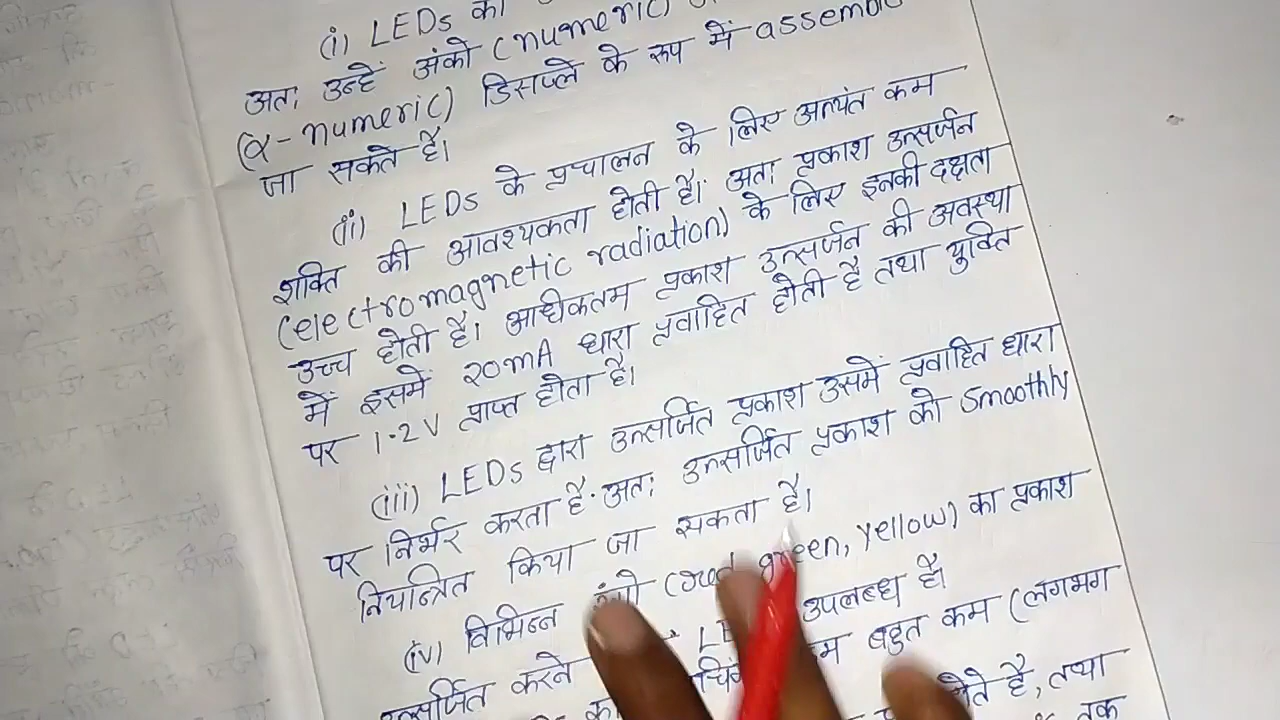 (i) LEDs का
अतः उन्हें अंको (numeric)
(α-numeric) डिसप्ले के रूप में assemble
जा सकते है।
(ii) LEDs के प्रचालन के लिए अत्यंत कम
शक्ति की आवश्यकता होती है। अतः प्रकाश उत्सर्जन
(electromagnetic radiation) के लिए इनकी दक्षता
उच्च होती है। अधिकतम प्रकाश उत्सर्जन की अवस्था
में इसमें 20mA धारा प्रवाहित होती है तथा युक्ति
पर 1.2V प्राप्त होता है।
(iii) LEDs द्वारा उत्सर्जित प्रकाश उसमें प्रवाहित धारा
पर निर्भर करता है. अतः उत्सर्जित प्रकाश को Smoothly
नियन्त्रित किया जा सकता है।
(iv) विभिन्न (red green, yellow) का प्रकाश
उत्सर्जित करने उपलब्ध है।
बहुत कम (लगभग
होते है, तथा
तक